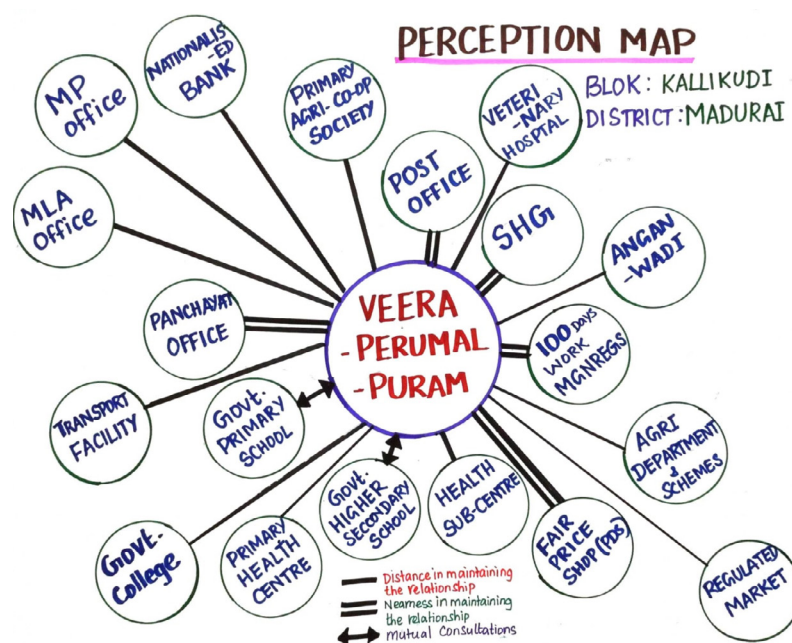 PERCEPTION MAP
BLOK: KALLIKUDI
DISTRICT: MADURAI
MP
office
NATIONALIS-
-ED
BANK
PRIMARY
AGRI-CO-OP
SOCIETY
POST
OFFICE
VETERI
-NARY
HOSPTAL
MLA
Office
SHG
ANGAN
-WADI
PANCHAYAT
OFFICE
VEERA
-PERUMAL
-PURAM
100 DAYS
WORK
MGNREGS
TRANSPORT
FACILITY
GOVT.
PRIMARY
SCHOOL
AGRI
DEPARTMENT &
SCHEMES
GOVT.
College
PRIMARY
HEALTH
CENTRE
GOVT.
HIGHER
SECONDARY
SCHOOL
HEALTH
SUB-CENTRE
FAIR
PRICE
SHOP (PDS)
REGULATED
MARKET
Distance in maintaining
the relationship
Nearness in maintaining
the relationship
mutual Consultations